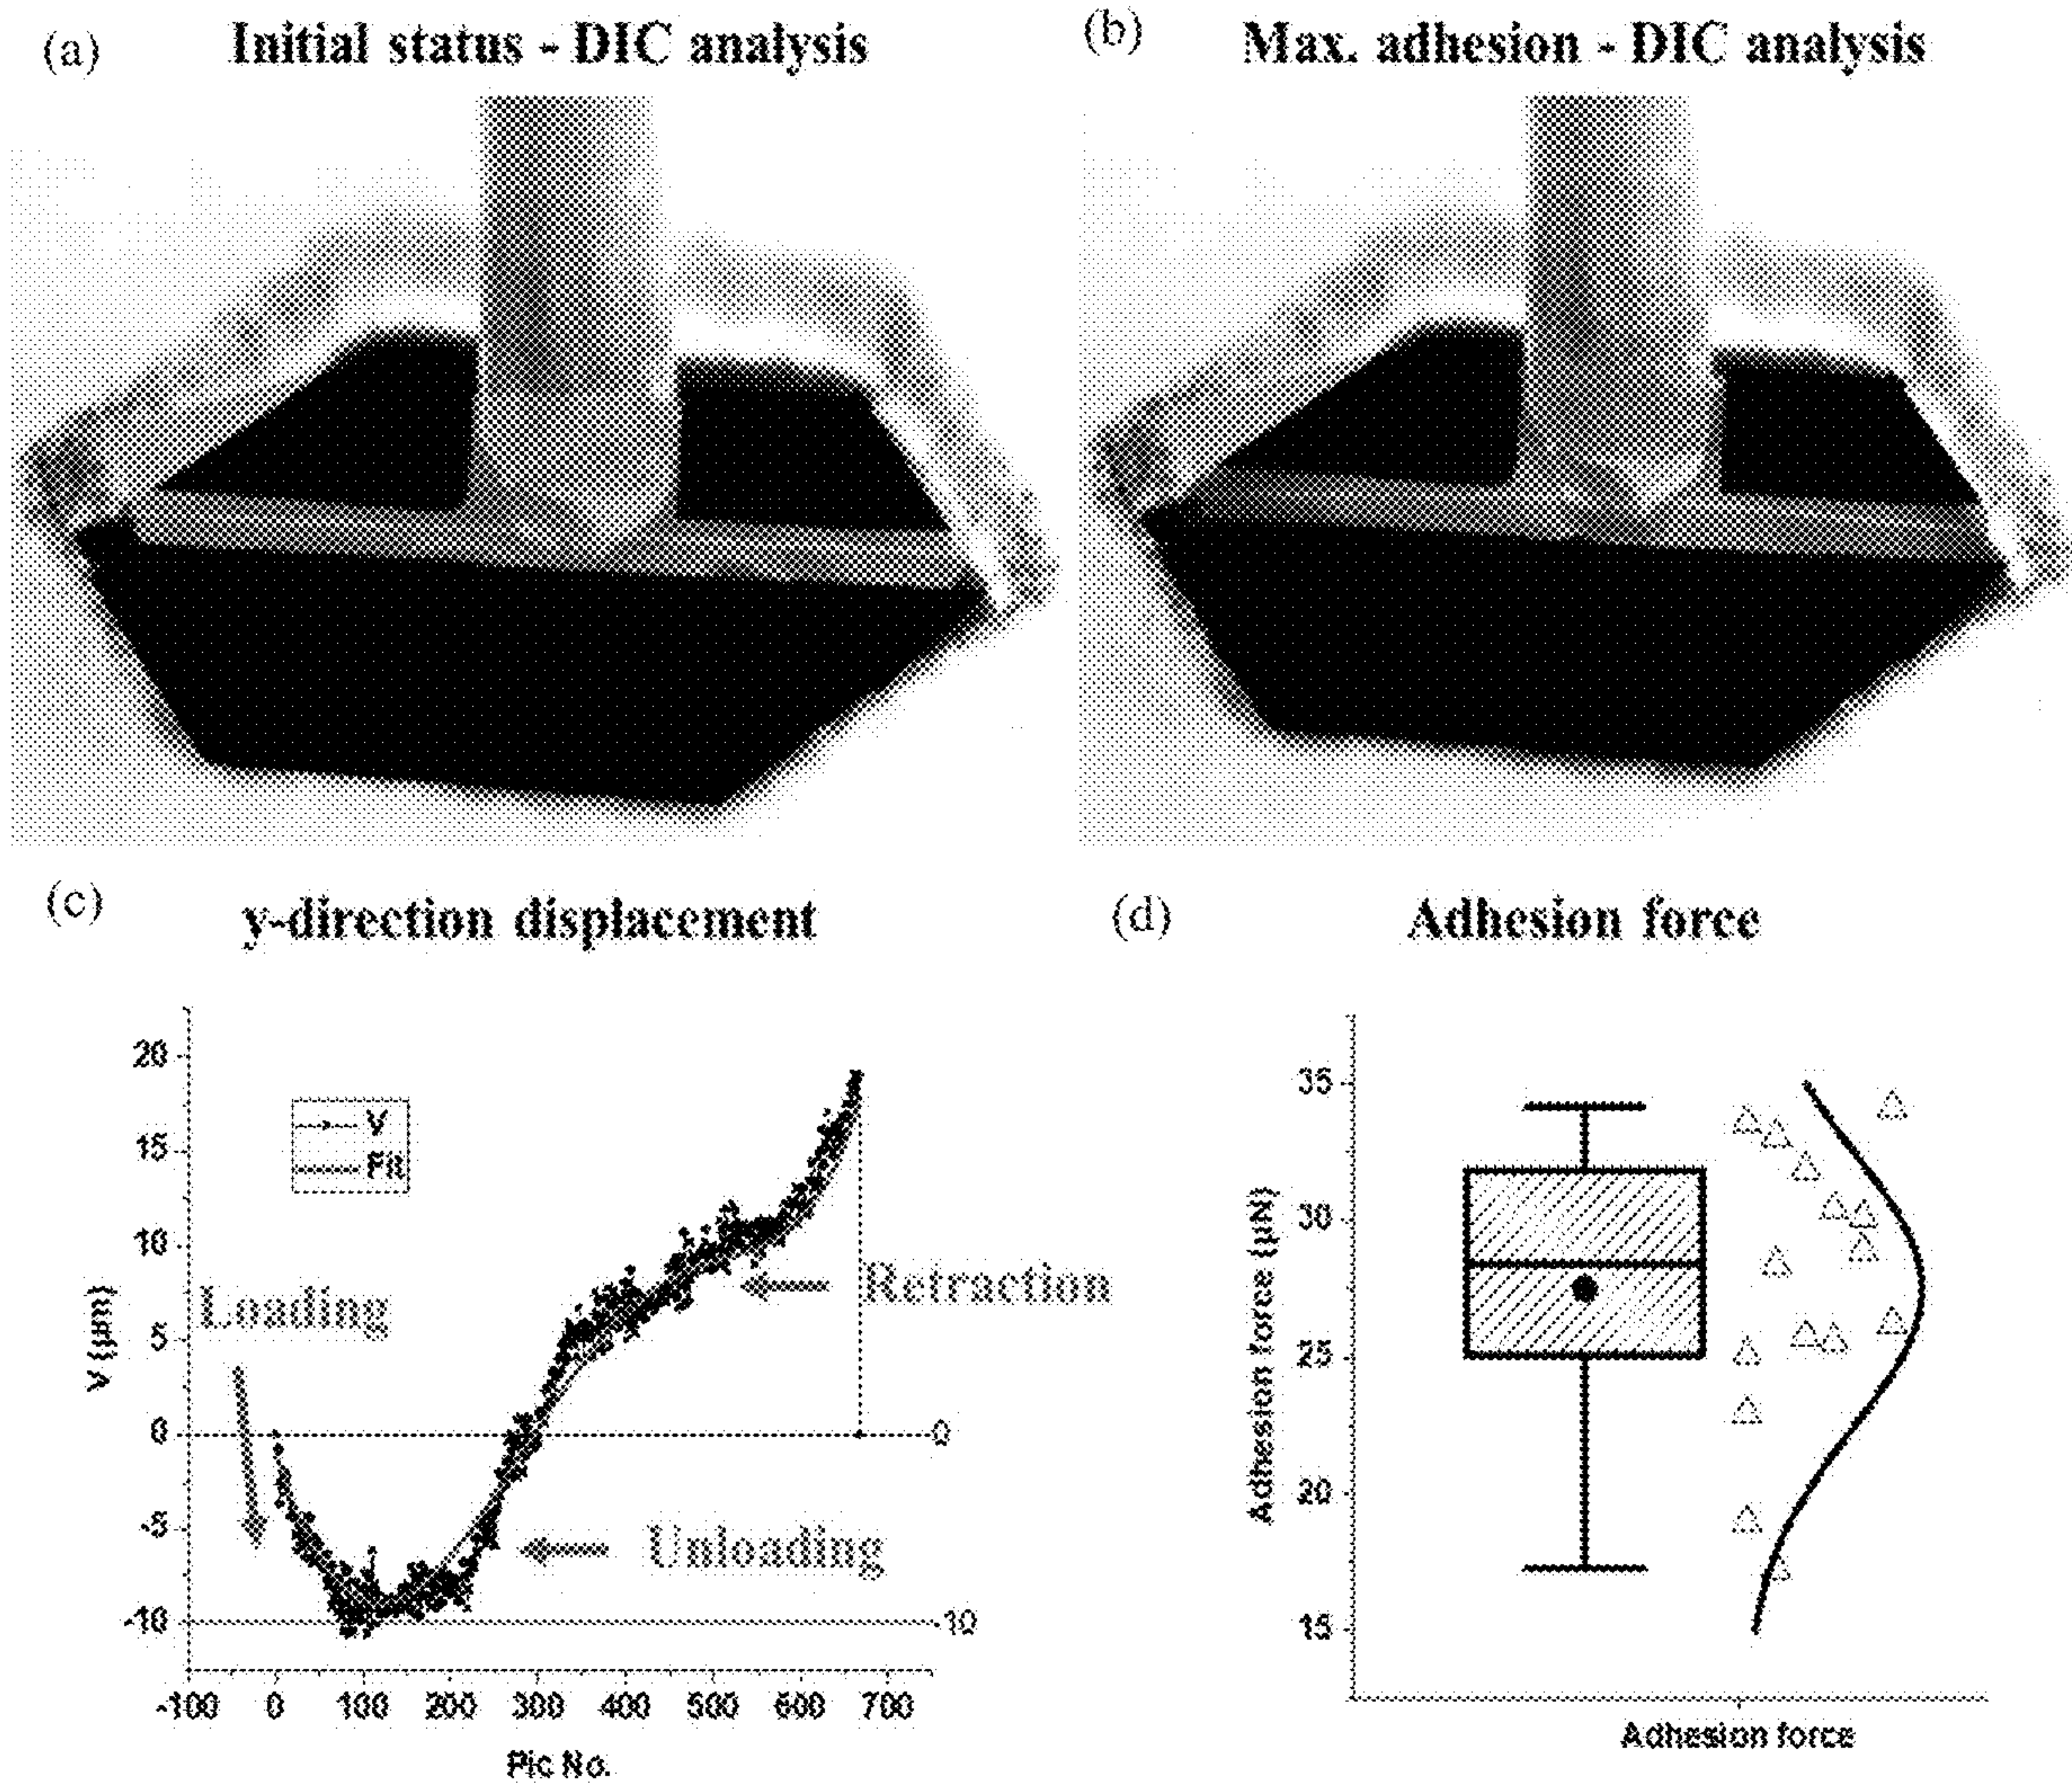 (a) Initial status - DIC analysis
(b) Max. adhesion - DIC analysis
(c) y-direction displacement
20
15
10
5
0
-5
-10
V (µm)
V
Fit
Loading
Retraction
Unloading
0
-10
-100 0 100 200 300 400 500 600 700
Pic No.
(d) Adhesion force
35
30
25
20
15
Adhesion force (µN)
Adhesion force